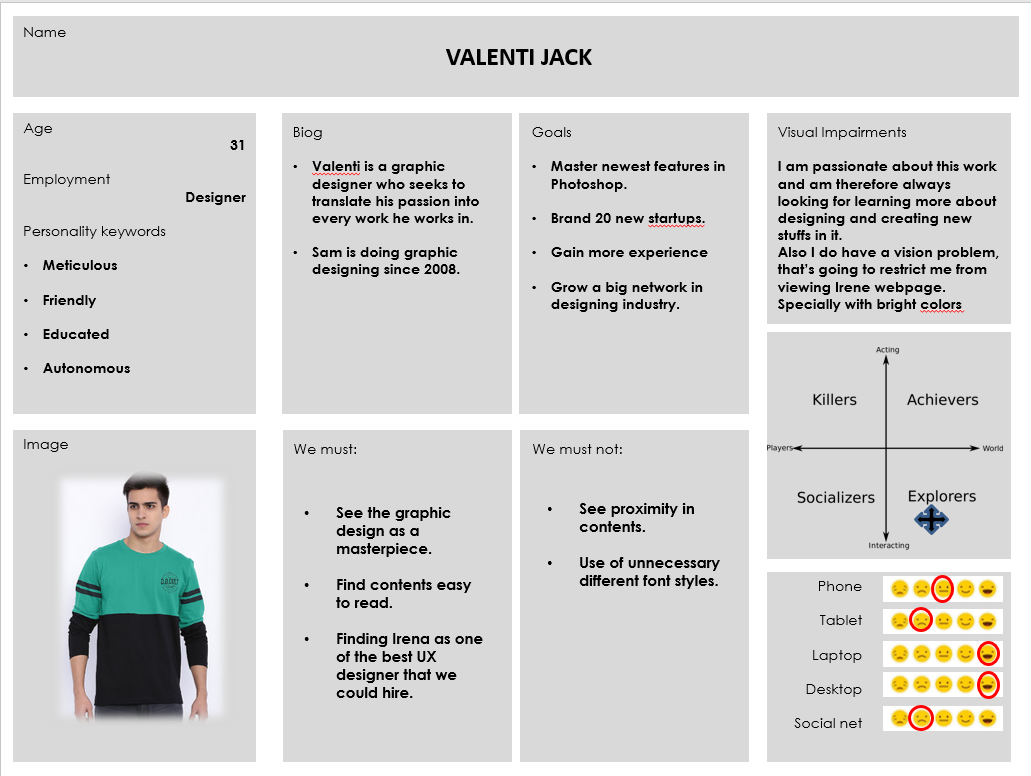 Name
VALENTI JACK
Age
31
Employment
Designer
Personality keywords
• Meticulous
• Friendly
• Educated
• Autonomous
Biog
• Valenti is a graphic
designer who seeks to
translate his passion into
every work he works in.
• Sam is doing graphic
designing since 2008.
Goals
• Master newest features in
Photoshop.
• Brand 20 new startups.
• Gain more experience
• Grow a big network in
designing industry.
Visual Impairments
I am passionate about this work
and am therefore always
looking for learning more about
designing and creating new
stuffs in it.
Also I do have a vision problem,
that's going to restrict me from
viewing Irene webpage.
Specially with bright colors
Acting
Killers
Achievers
Players
World
Socializers
Explorers
Interacting
Image
We must:
• See the graphic
design as a
masterpiece.
• Find contents easy
to read.
• Finding Irena as one
of the best UX
designer that we
could hire.
We must not:
• See proximity in
contents.
• Use of unnecessary
different font styles.
Phone
Tablet
Laptop
Desktop
Social net